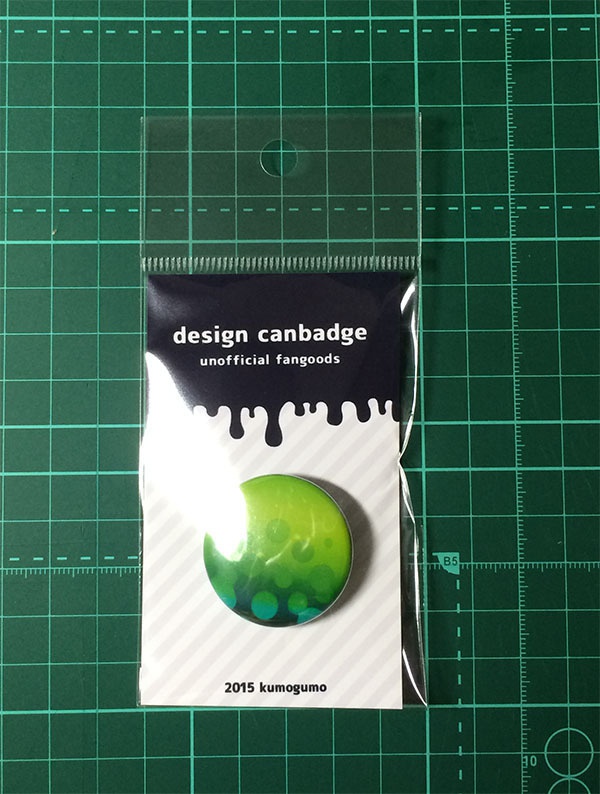 design canbadge
unofficial fangoods
B5
2015 kumogumo
10